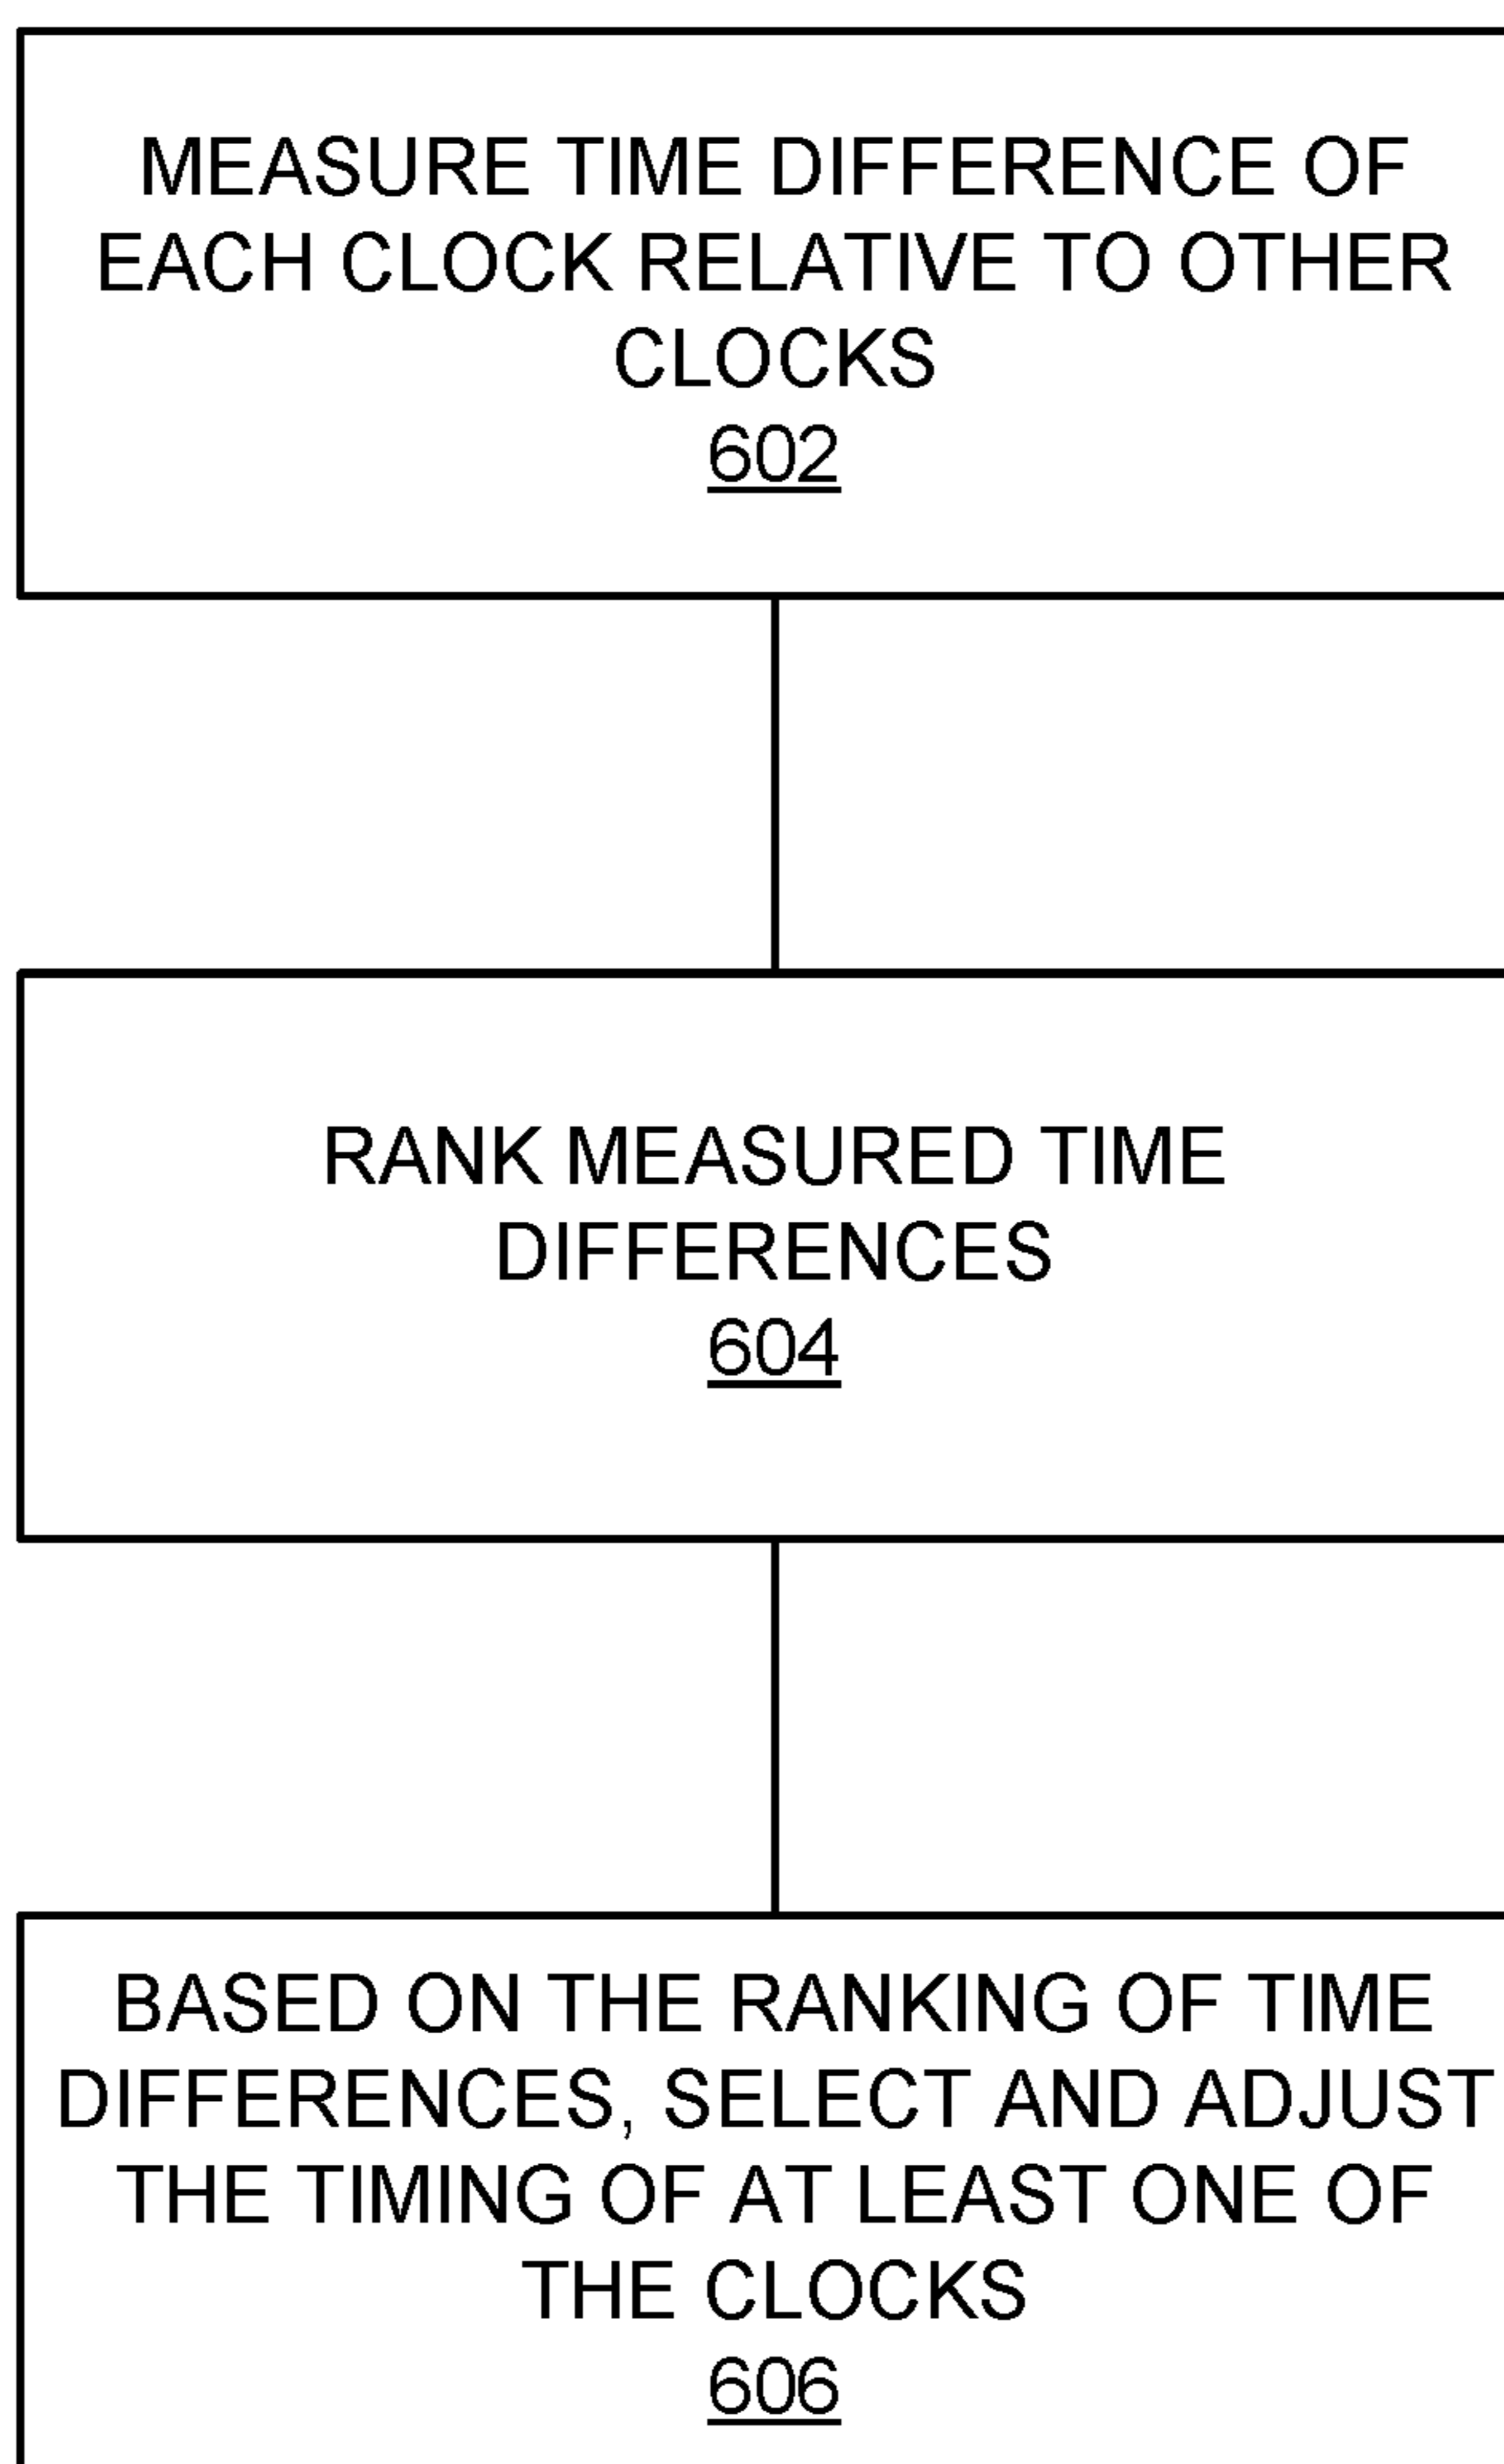 MEASURE TIME DIFFERENCE OF
EACH CLOCK RELATIVE TO OTHER
CLOCKS
602
RANK MEASURED TIME
DIFFERENCES
604
BASED ON THE RANKING OF TIME
DIFFERENCES, SELECT AND ADJUST
THE TIMING OF AT LEAST ONE OF
THE CLOCKS
606